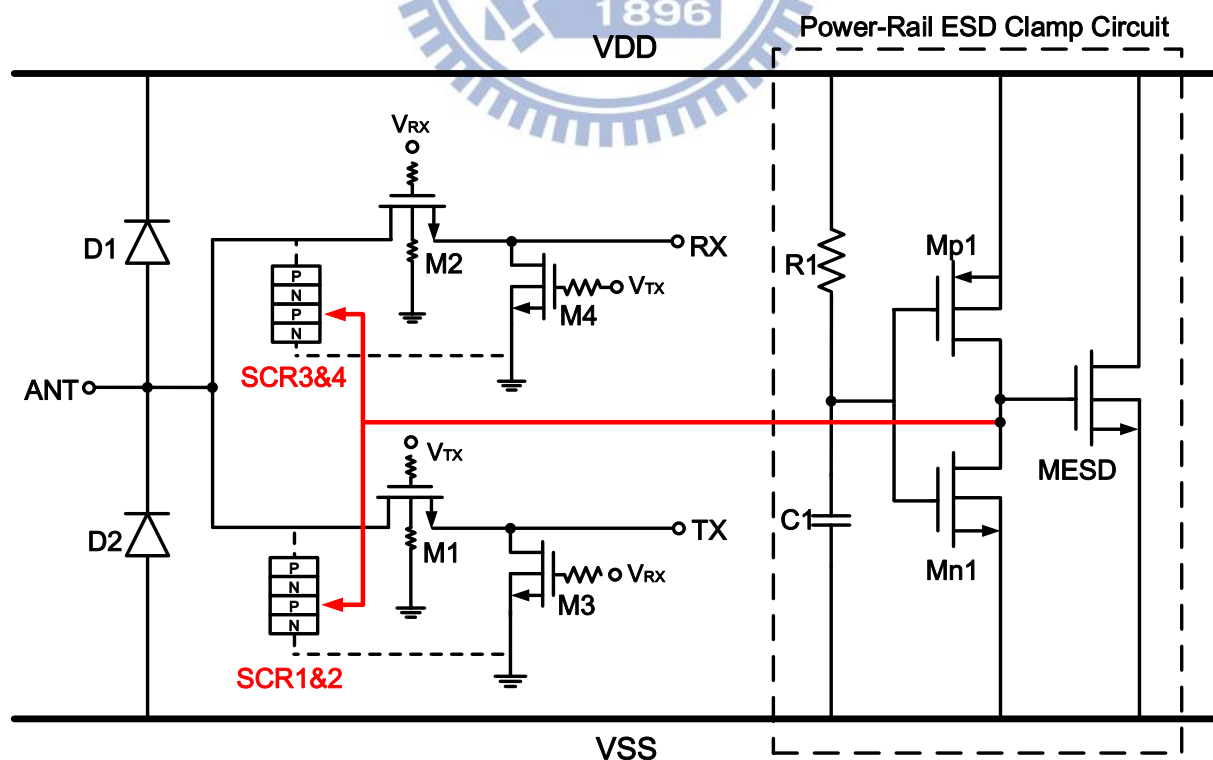 1896
Power-Rail ESD Clamp Circuit
VDD
VRX
D1
M2
RX
VTX
M4
P
N
P
N
SCR3&4
ANT
R1
Mp1
MESD
VTX
M1
TX
VRX
M3
D2
P
N
P
N
SCR1&2
C1
Mn1
VSS